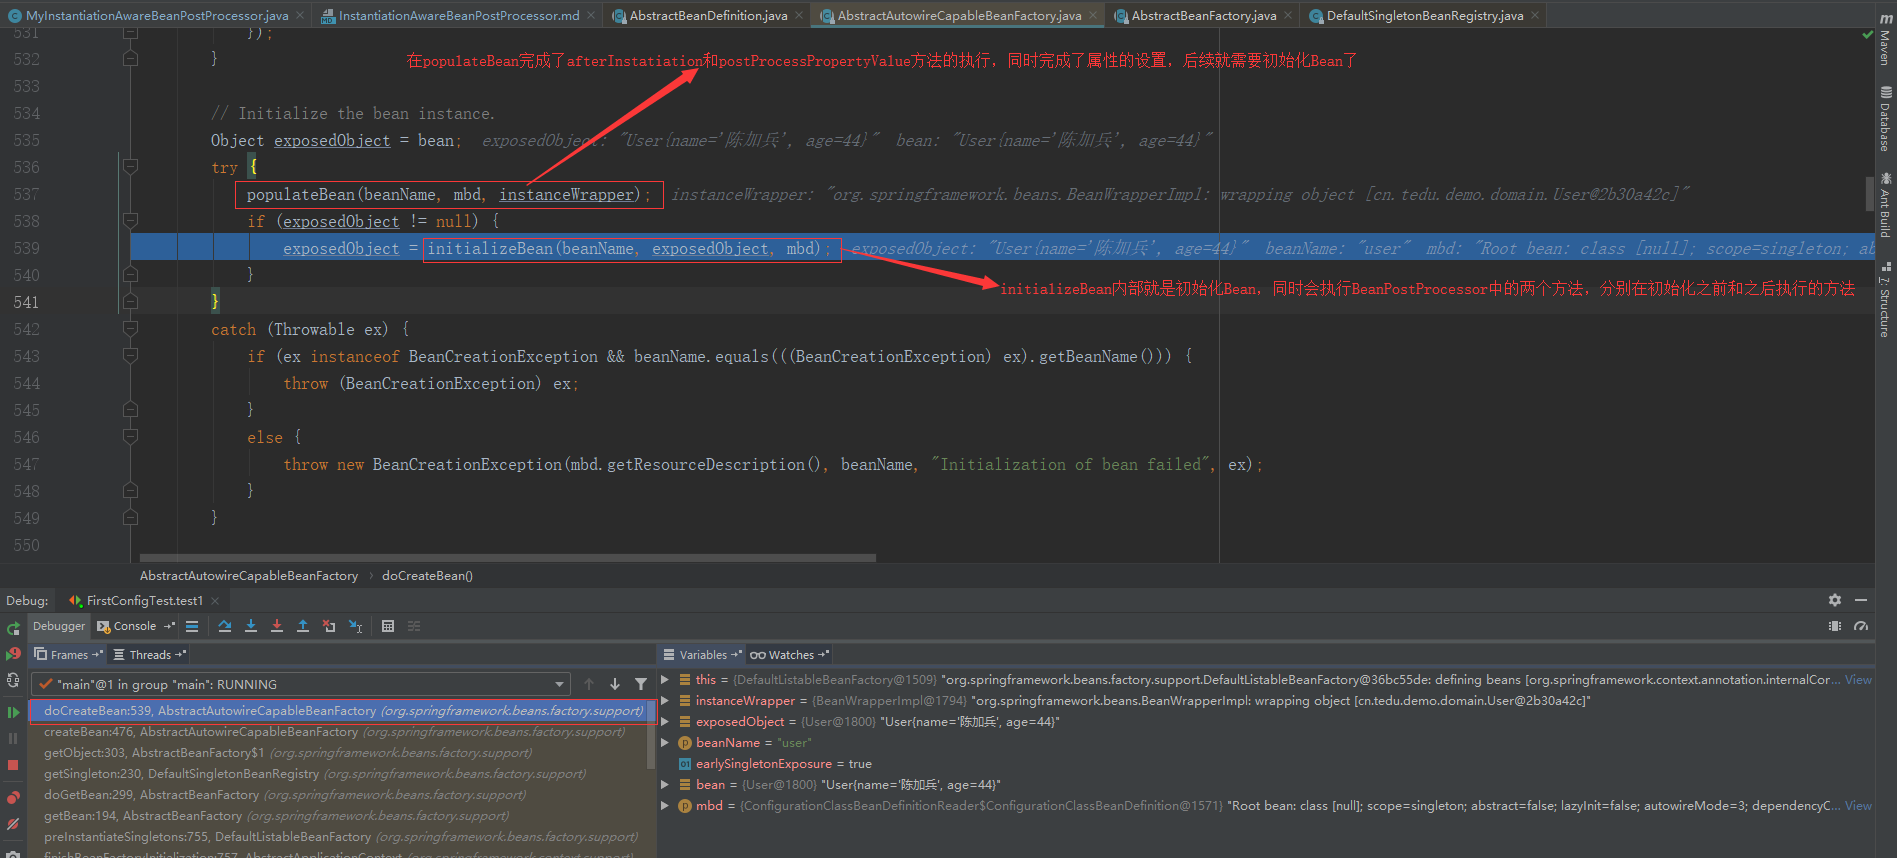 MyInstantiationAwareBeanPostProcessor.java
InstantiationAwareBeanPostProcessor.md
AbstractBeanDefinition.java
AbstractAutowireCapableBeanFactory.java
AbstractBeanFactory.java
DefaultSingletonBeanRegistry.java
531 });
532 }
在populateBean完成了afterInstatiation和postProcessPropertyValue方法的执行，同时完成了属性的设置，后续就需要初始化Bean了
533
534 // Initialize the bean instance.
535 Object exposedObject = bean; exposedObject: "User{name='陈加兵', age=44}" bean: "User{name='陈加兵', age=44}"
536 try {
537 populateBean(beanName, mbd, instanceWrapper); instanceWrapper: "org.springframework.beans.BeanWrapperImpl: wrapping object [cn.tedu.demo.domain.User@2b30a42c]"
538 if (exposedObject != null) {
539 exposedObject = initializeBean(beanName, exposedObject, mbd); exposedObject: "User{name='陈加兵', age=44}" beanName: "user" mbd: "Root bean: class [null]; scope=singleton; ab
540 }
initializeBean内部就是初始化Bean，同时会执行BeanPostProcessor中的两个方法，分别在初始化之前和之后执行的方法
541 }
542 catch (Throwable ex) {
543 if (ex instanceof BeanCreationException && beanName.equals(((BeanCreationException) ex).getBeanName())) {
544 throw (BeanCreationException) ex;
545 }
546 else {
547 throw new BeanCreationException(mbd.getResourceDescription(), beanName, "Initialization of bean failed", ex);
548 }
549 }
550
m Maven
Database
Ant Build
7: Structure
AbstractAutowireCapableBeanFactory › doCreateBean()
Debug: FirstConfigTest.test1
Debugger Console
Frames Threads
"main"@1 in group "main": RUNNING
doCreateBean:539, AbstractAutowireCapableBeanFactory (org.springframework.beans.factory.support)
createBean:476, AbstractAutowireCapableBeanFactory (org.springframework.beans.factory.support)
getObject:303, AbstractBeanFactory$1 (org.springframework.beans.factory.support)
getSingleton:230, DefaultSingletonBeanRegistry (org.springframework.beans.factory.support)
doGetBean:299, AbstractBeanFactory (org.springframework.beans.factory.support)
getBean:194, AbstractBeanFactory (org.springframework.beans.factory.support)
preInstantiateSingletons:755, DefaultListableBeanFactory (org.springframework.beans.factory.support)
finishBeanFactoryInitialization:757, AbstractApplicationContext (org.springframework.context.support)
Variables Watches
this = {DefaultListableBeanFactory@1509} "org.springframework.beans.factory.support.DefaultListableBeanFactory@36bc55de: defining beans [org.springframework.context.annotation.internalCor... View
instanceWrapper = {BeanWrapperImpl@1794} "org.springframework.beans.BeanWrapperImpl: wrapping object [cn.tedu.demo.domain.User@2b30a42c]"
exposedObject = {User@1800} "User{name='陈加兵', age=44}"
beanName = "user"
earlySingletonExposure = true
bean = {User@1800} "User{name='陈加兵', age=44}"
mbd = {ConfigurationClassBeanDefinitionReader$ConfigurationClassBeanDefinition@1571} "Root bean: class [null]; scope=singleton; abstract=false; lazyInit=false; autowireMode=3; dependencyC... View